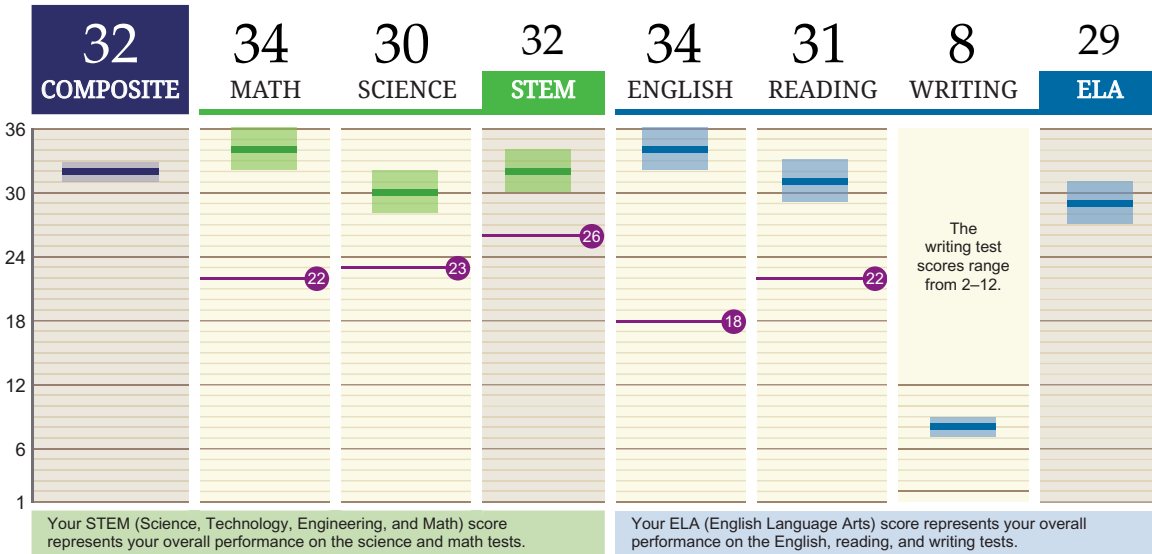 32 34 30 32 34 31 8 29
COMPOSITE MATH SCIENCE STEM ENGLISH READING WRITING ELA
36
30
26
The
writing test
scores range
from 2–12.
24
23
22 22
18
18
12
6
1
Your STEM (Science, Technology, Engineering, and Math) score
represents your overall performance on the science and math tests.
Your ELA (English Language Arts) score represents your overall
performance on the English, reading, and writing tests.